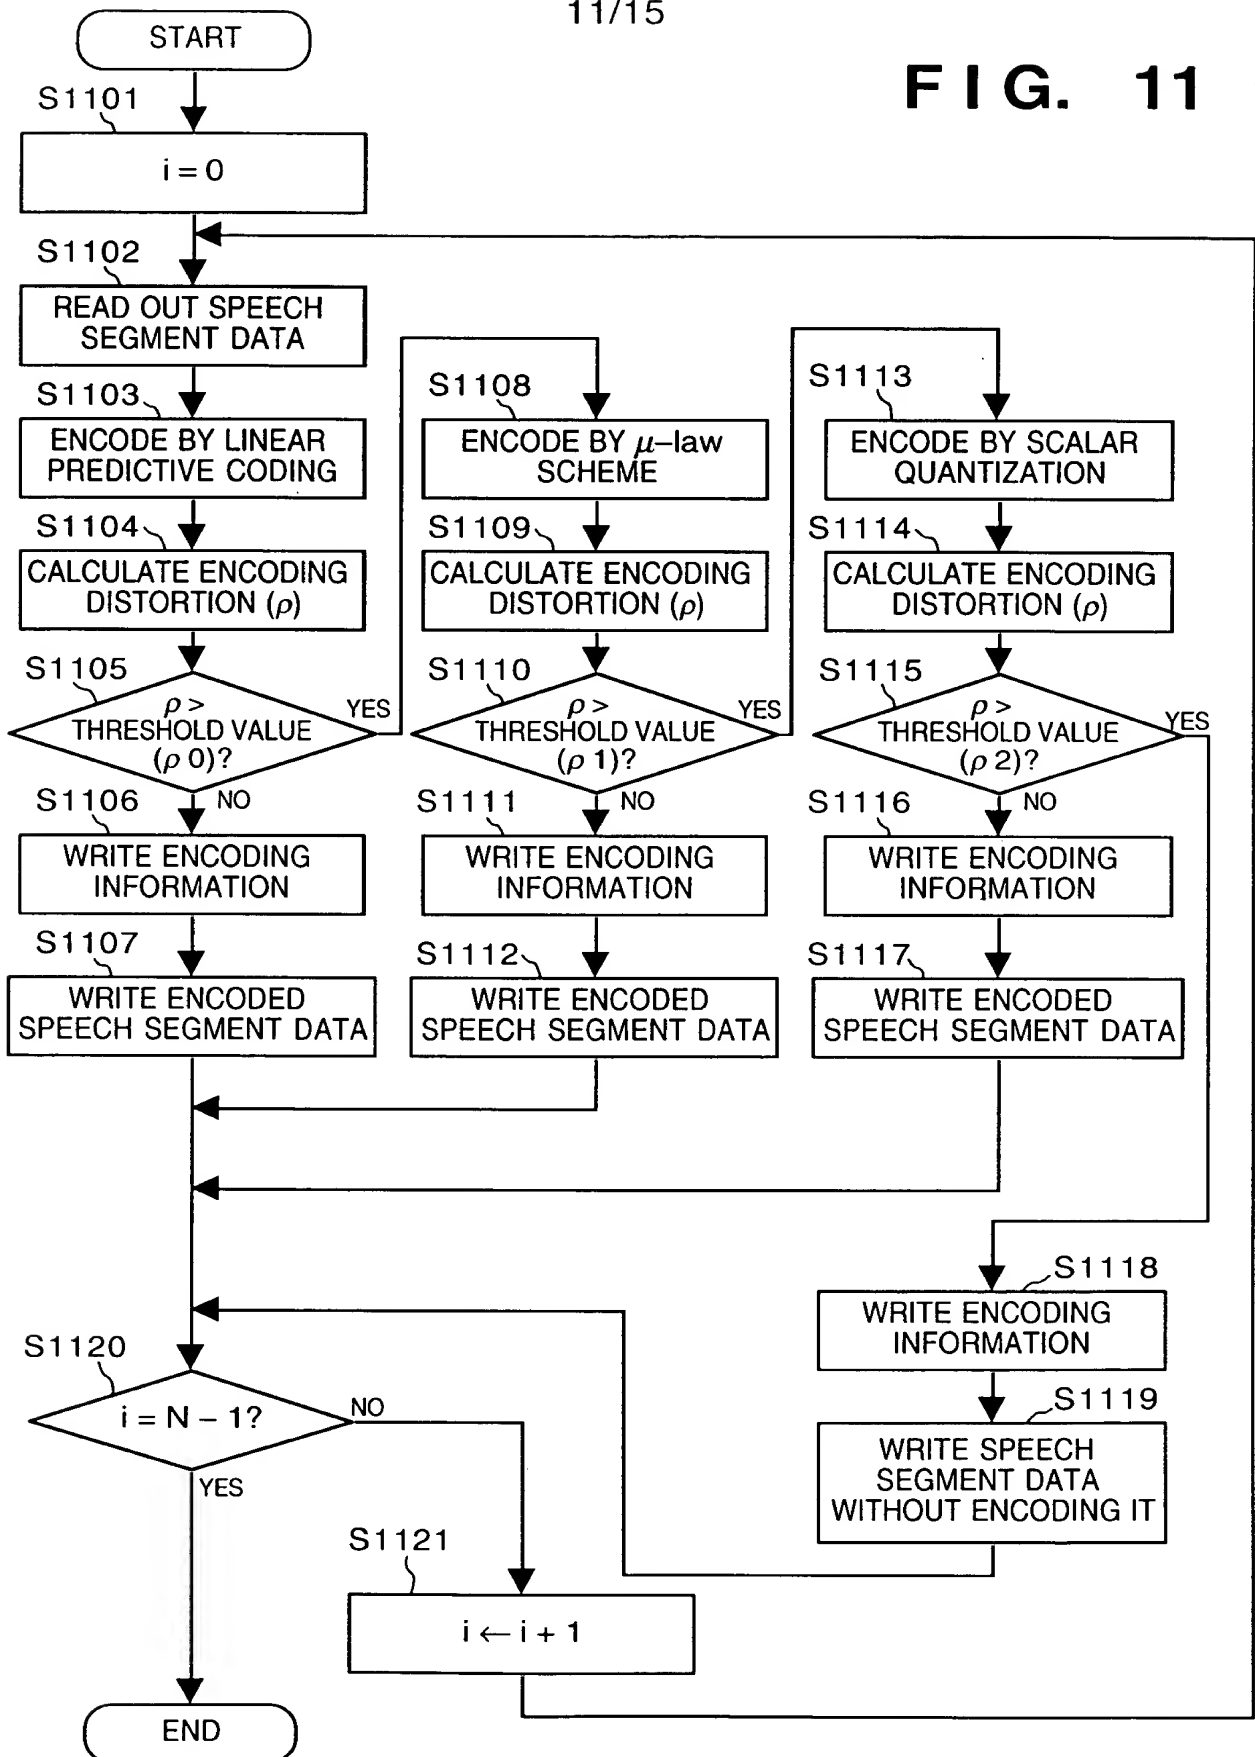 11/15
FIG. 11
START
S1101
i = 0
S1102
READ OUT SPEECH
SEGMENT DATA
S1103
ENCODE BY LINEAR
PREDICTIVE CODING
S1104
CALCULATE ENCODING
DISTORTION (ρ)
S1105
ρ >
THRESHOLD VALUE
(ρ 0)?
YES
NO
S1106
WRITE ENCODING
INFORMATION
S1107
WRITE ENCODED
SPEECH SEGMENT DATA
S1108
ENCODE BY μ-law
SCHEME
S1109
CALCULATE ENCODING
DISTORTION (ρ)
S1110
ρ >
THRESHOLD VALUE
(ρ 1)?
YES
NO
S1111
WRITE ENCODING
INFORMATION
S1112
WRITE ENCODED
SPEECH SEGMENT DATA
S1113
ENCODE BY SCALAR
QUANTIZATION
S1114
CALCULATE ENCODING
DISTORTION (ρ)
S1115
ρ >
THRESHOLD VALUE
(ρ 2)?
YES
NO
S1116
WRITE ENCODING
INFORMATION
S1117
WRITE ENCODED
SPEECH SEGMENT DATA
S1118
WRITE ENCODING
INFORMATION
S1119
WRITE SPEECH
SEGMENT DATA
WITHOUT ENCODING IT
S1120
i = N – 1?
NO
YES
S1121
i ← i + 1
END